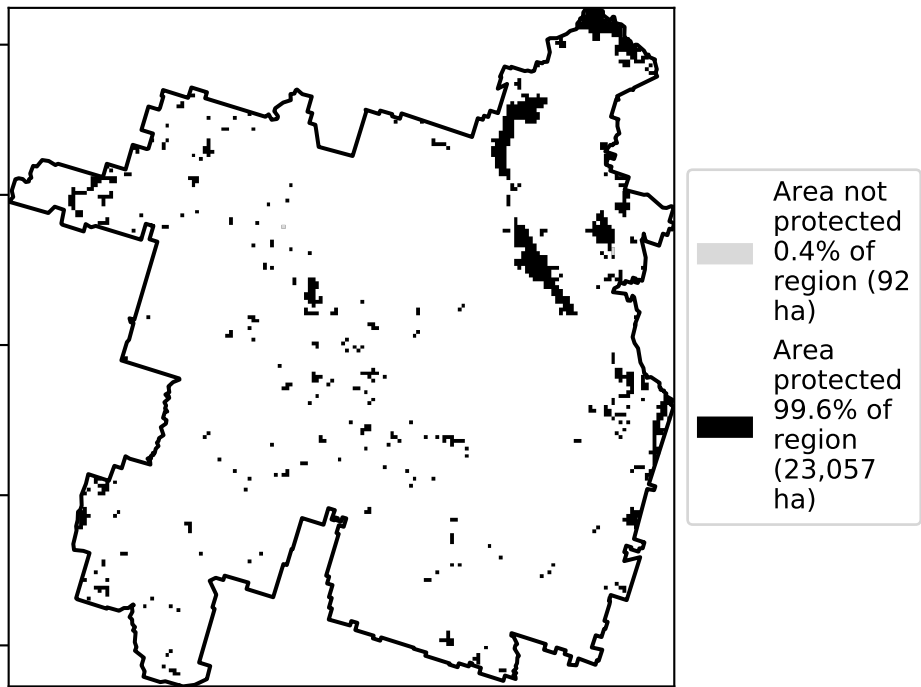 Area not
protected
0.4% of
region (92
ha)
Area
protected
99.6% of
region
(23,057
ha)